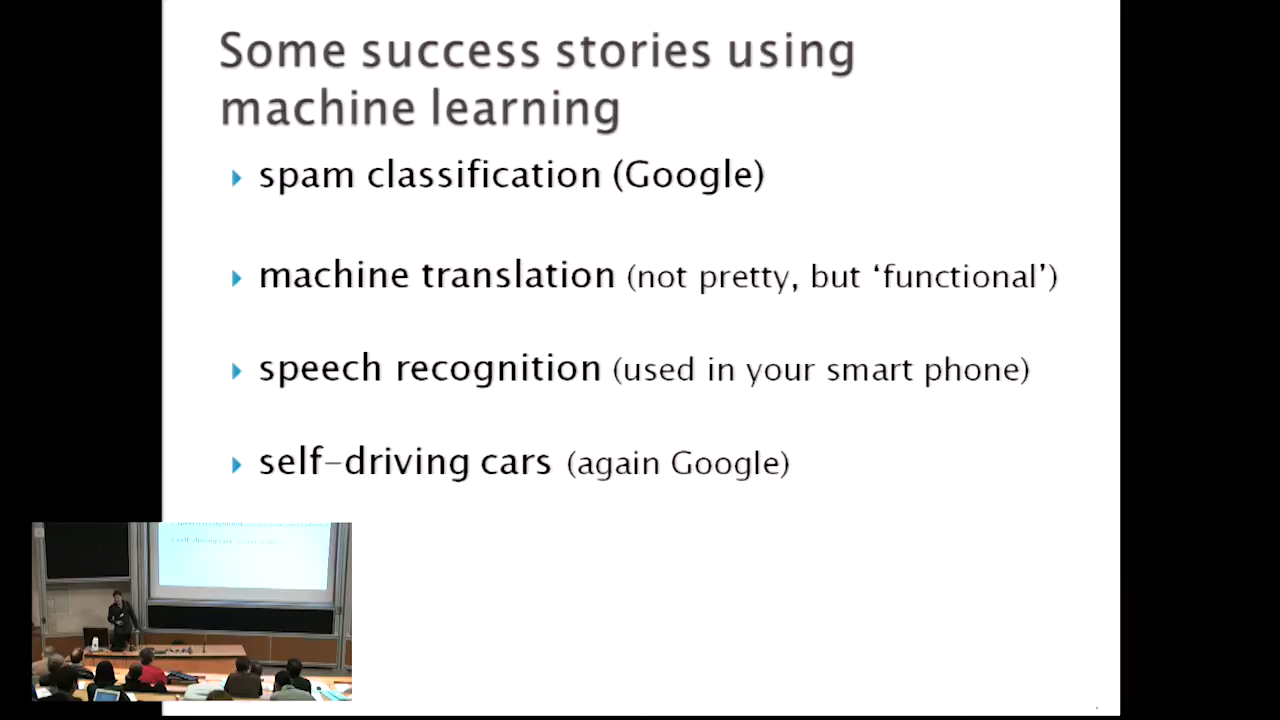 Some success stories using
machine learning
spam classification (Google)
machine translation (not pretty, but ‘functional’)
speech recognition (used in your smart phone)
self-driving cars (again Google)